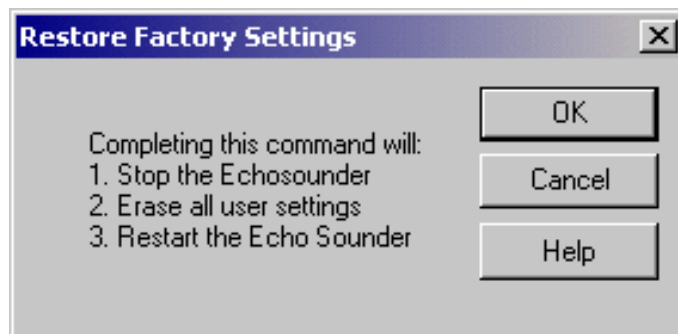 Restore Factory Settings
Completing this command will:
1. Stop the Echosounder
2. Erase all user settings
3. Restart the Echo Sounder
OK
Cancel
Help